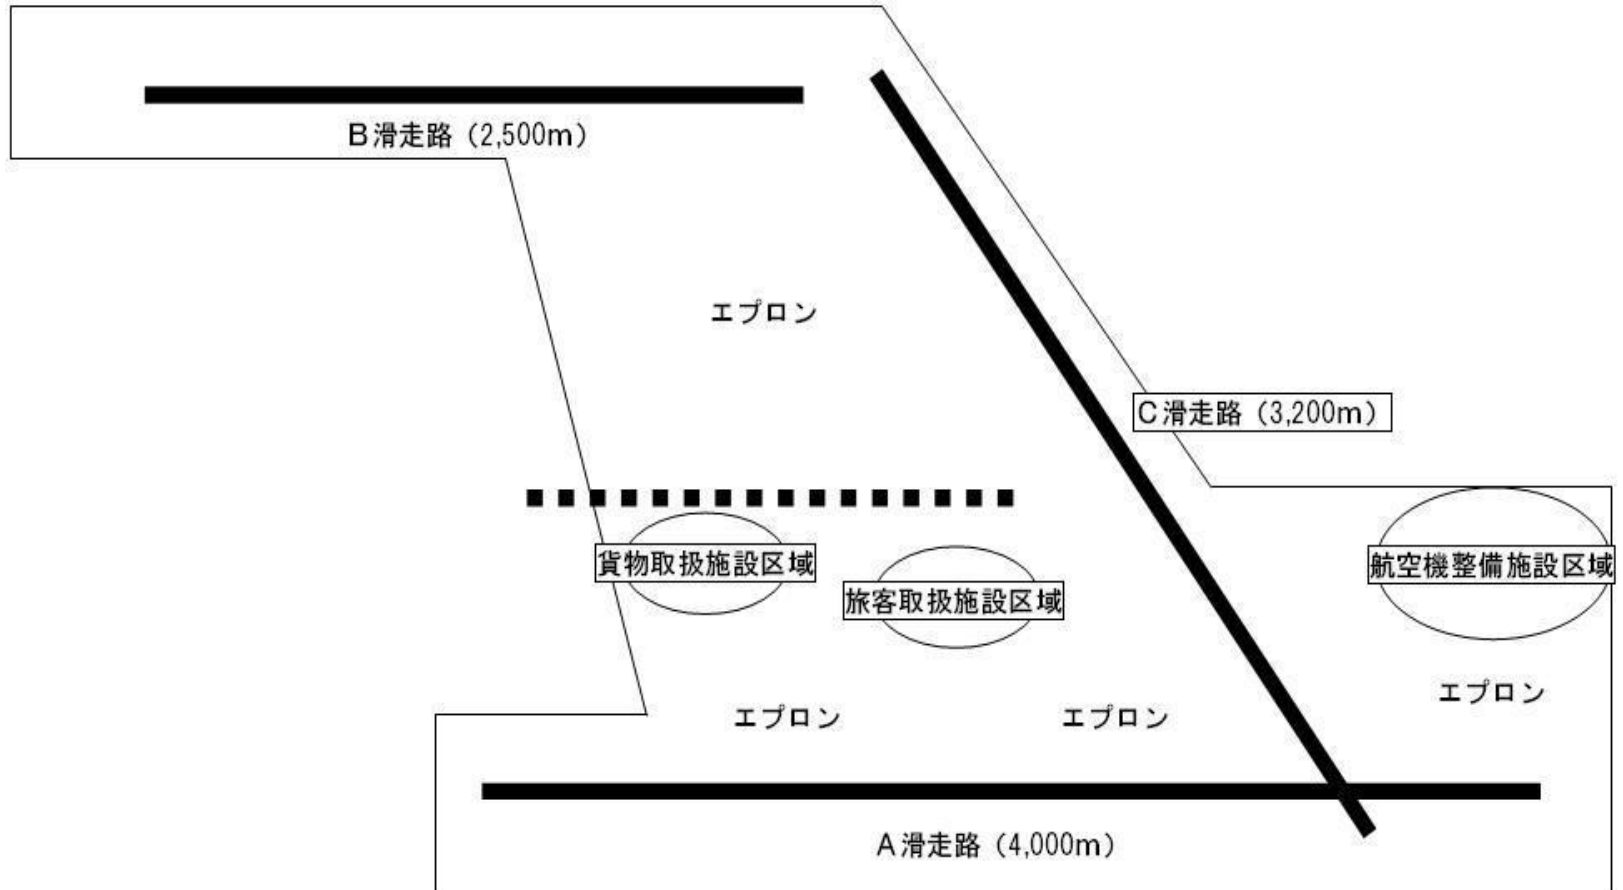 B滑走路（2,500m）
エプロン
C滑走路（3,200m）
貨物取扱施設区域
旅客取扱施設区域
航空機整備施設区域
エプロン
エプロン
エプロン
A滑走路（4,000m）